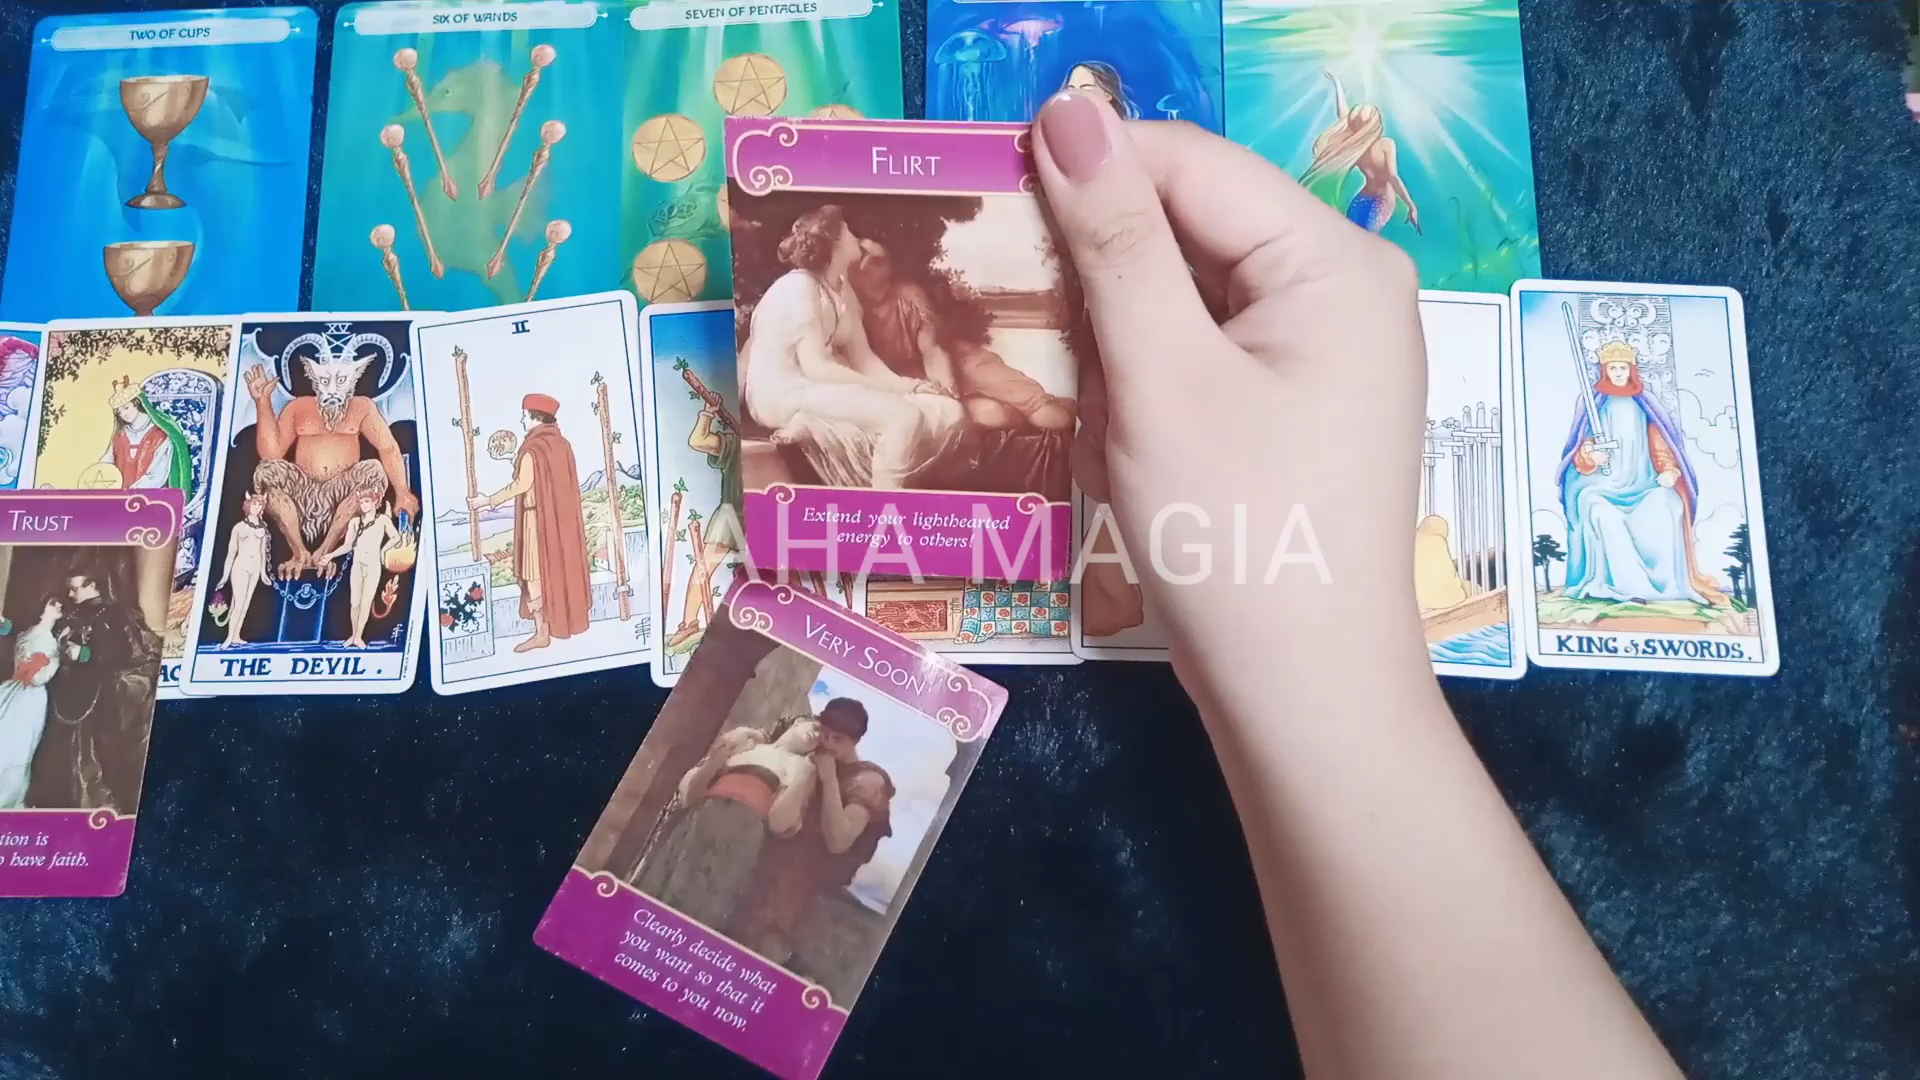 TWO OF CUPS
SIX OF WANDS
SEVEN OF PENTACLES
FLIRT
Extend your lighthearted
energy to others!
XV
THE DEVIL.
II
KING of SWORDS.
TRUST
have faith.
AHA MAGIA
VERY SOON
Clearly decide what
you want so that it
comes to you now.